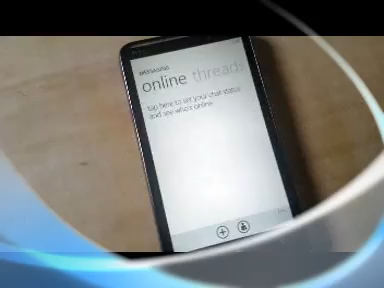 MESSAGING
online threads
tap here to set your chat status
and see who's online